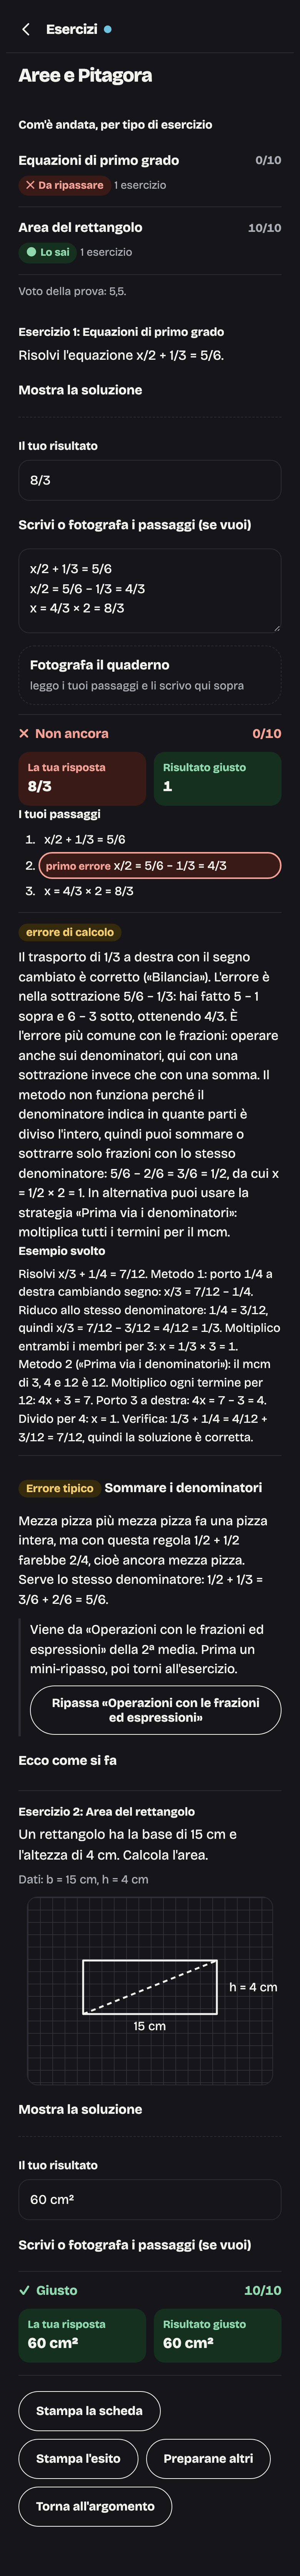 Esercizi
Aree e Pitagora
Com'è andata, per tipo di esercizio
Equazioni di primo grado 0/10
✕ Da ripassare 1 esercizio
Area del rettangolo 10/10
Lo sai 1 esercizio
Voto della prova: 5,5.
Esercizio 1: Equazioni di primo grado
Risolvi l'equazione x/2 + 1/3 = 5/6.
Mostra la soluzione
Il tuo risultato
8/3
Scrivi o fotografa i passaggi (se vuoi)
x/2 + 1/3 = 5/6
x/2 = 5/6 − 1/3 = 4/3
x = 4/3 × 2 = 8/3
Fotografa il quaderno
leggo i tuoi passaggi e li scrivo qui sopra
✕ Non ancora 0/10
La tua risposta
8/3
Risultato giusto
1
I tuoi passaggi
1. x/2 + 1/3 = 5/6
2. primo errore x/2 = 5/6 − 1/3 = 4/3
3. x = 4/3 × 2 = 8/3
errore di calcolo
Il trasporto di 1/3 a destra con il segno
cambiato è corretto («Bilancia»). L'errore è
nella sottrazione 5/6 − 1/3: hai fatto 5 − 1
sopra e 6 − 3 sotto, ottenendo 4/3. È
l'errore più comune con le frazioni: operare
anche sui denominatori, qui con una
sottrazione invece che con una somma. Il
metodo non funziona perché il
denominatore indica in quante parti è
diviso l'intero, quindi puoi sommare o
sottrarre solo frazioni con lo stesso
denominatore: 5/6 − 2/6 = 3/6 = 1/2, da cui x
= 1/2 × 2 = 1. In alternativa puoi usare la
strategia «Prima via i denominatori»:
moltiplica tutti i termini per il mcm.
Esempio svolto
Risolvi x/3 + 1/4 = 7/12. Metodo 1: porto 1/4 a
destra cambiando segno: x/3 = 7/12 − 1/4.
Riduco allo stesso denominatore: 1/4 = 3/12,
quindi x/3 = 7/12 − 3/12 = 4/12 = 1/3. Moltiplico
entrambi i membri per 3: x = 1/3 × 3 = 1.
Metodo 2 («Prima via i denominatori»): il mcm
di 3, 4 e 12 è 12. Moltiplico ogni termine per
12: 4x + 3 = 7. Porto 3 a destra: 4x = 7 − 3 = 4.
Divido per 4: x = 1. Verifica: 1/3 + 1/4 = 4/12 +
3/12 = 7/12, quindi la soluzione è corretta.
Errore tipico Sommare i denominatori
Mezza pizza più mezza pizza fa una pizza
intera, ma con questa regola 1/2 + 1/2
farebbe 2/4, cioè ancora mezza pizza.
Serve lo stesso denominatore: 1/2 + 1/3 =
3/6 + 2/6 = 5/6.
Viene da «Operazioni con le frazioni ed
espressioni» della 2ª media. Prima un
mini-ripasso, poi torni all'esercizio.
Ripassa «Operazioni con le frazioni
ed espressioni»
Ecco come si fa
Esercizio 2: Area del rettangolo
Un rettangolo ha la base di 15 cm e
l'altezza di 4 cm. Calcola l'area.
Dati: b = 15 cm, h = 4 cm
h = 4 cm
15 cm
Mostra la soluzione
Il tuo risultato
60 cm²
Scrivi o fotografa i passaggi (se vuoi)
✓ Giusto 10/10
La tua risposta
60 cm²
Risultato giusto
60 cm²
Stampa la scheda
Stampa l'esito
Preparane altri
Torna all'argomento